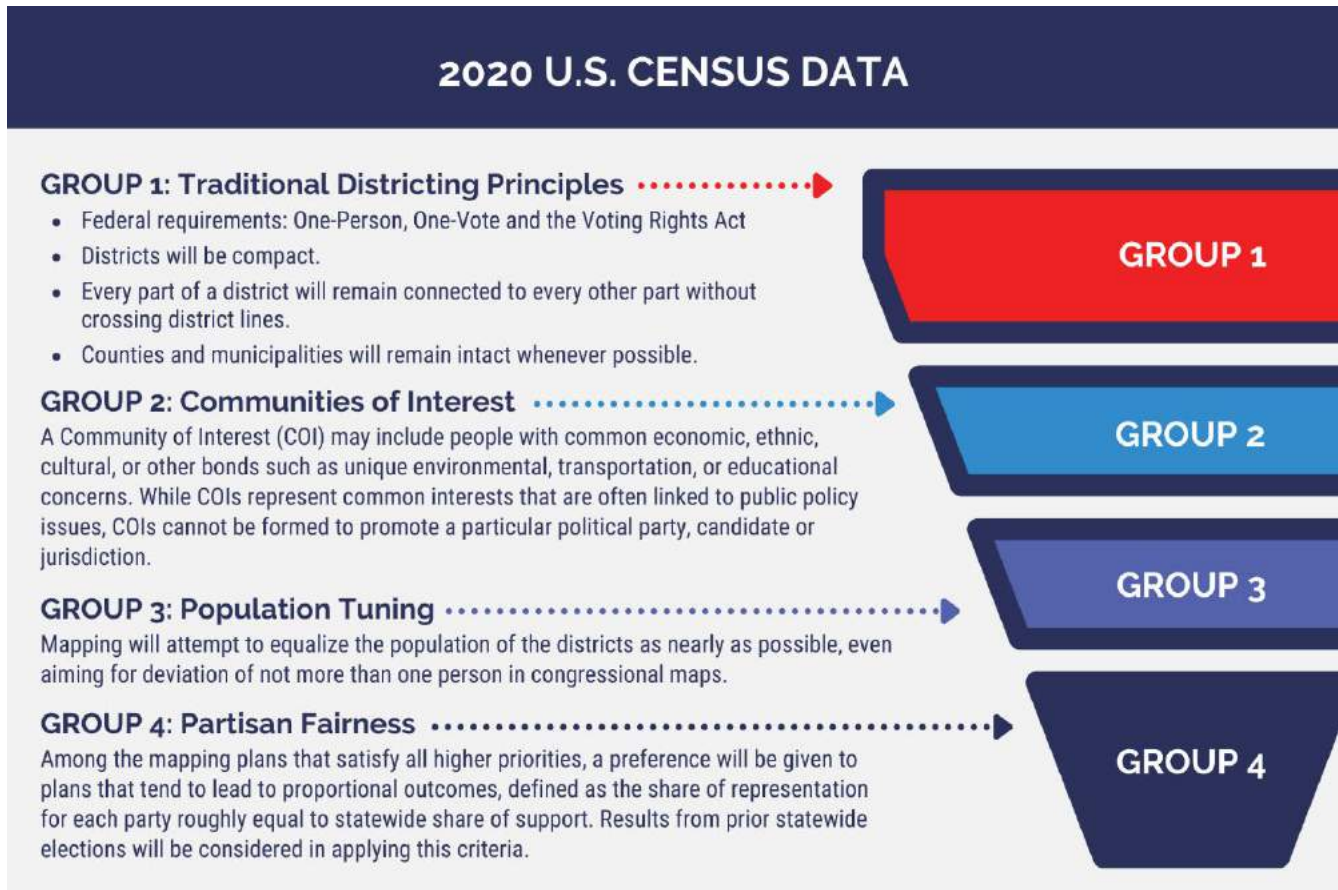 2020 U.S. CENSUS DATA
GROUP 1: Traditional Districting Principles
• Federal requirements: One-Person, One-Vote and the Voting Rights Act
• Districts will be compact.
• Every part of a district will remain connected to every other part without
crossing district lines.
• Counties and municipalities will remain intact whenever possible.
GROUP 1
GROUP 2: Communities of Interest
A Community of Interest (COI) may include people with common economic, ethnic,
cultural, or other bonds such as unique environmental, transportation, or educational
concerns. While COIs represent common interests that are often linked to public policy
issues, COIs cannot be formed to promote a particular political party, candidate or
jurisdiction.
GROUP 2
GROUP 3: Population Tuning
Mapping will attempt to equalize the population of the districts as nearly as possible, even
aiming for deviation of not more than one person in congressional maps.
GROUP 3
GROUP 4: Partisan Fairness
Among the mapping plans that satisfy all higher priorities, a preference will be given to
plans that tend to lead to proportional outcomes, defined as the share of representation
for each party roughly equal to statewide share of support. Results from prior statewide
elections will be considered in applying this criteria.
GROUP 4